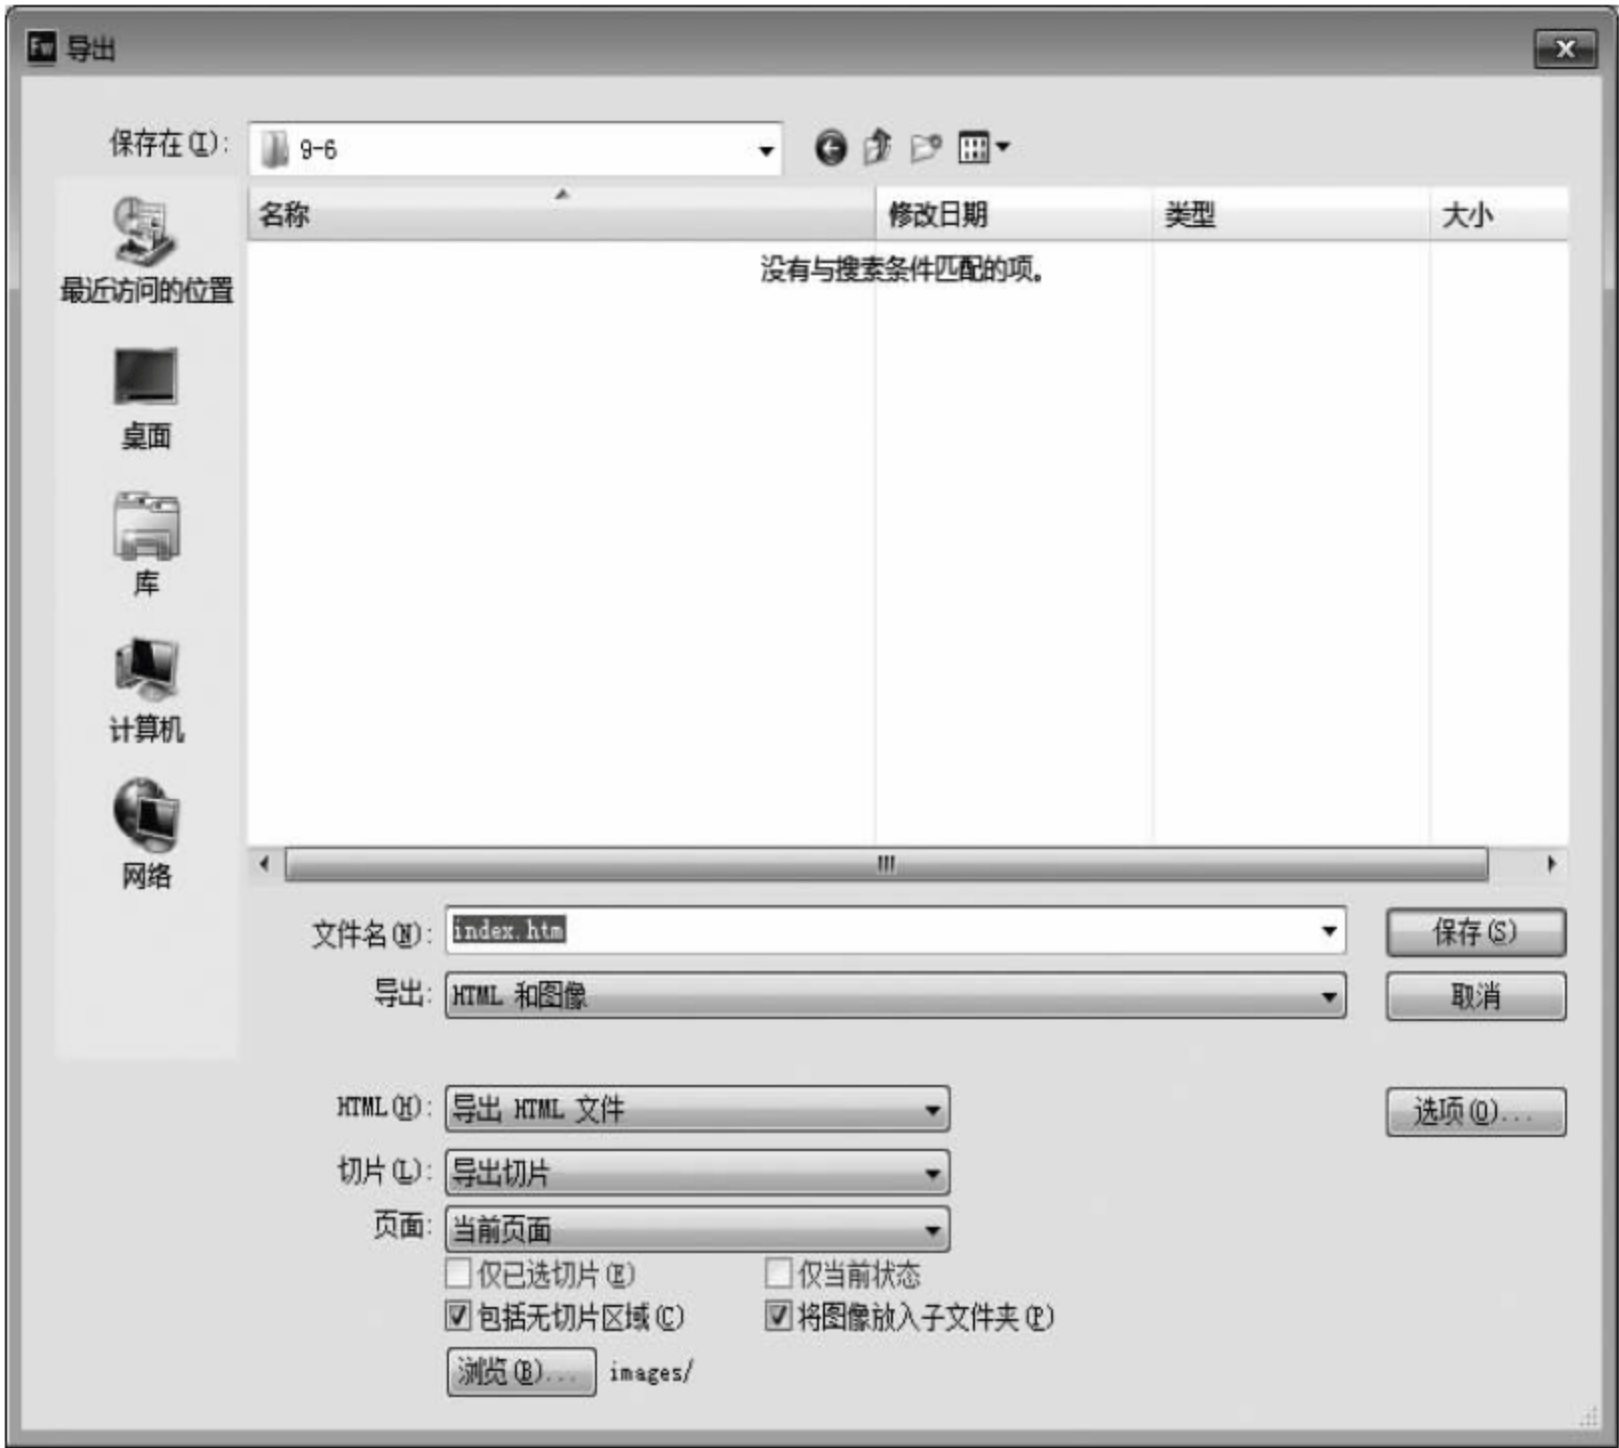 Fw 导出
保存在(I): 9-6
名称 修改日期 类型 大小
没有与搜索条件匹配的项。
最近访问的位置
桌面
库
计算机
网络
文件名(N): index.htm 保存(S)
导出: HTML 和图像 取消
HTML(H): 导出 HTML 文件 选项(O)...
切片(L): 导出切片
页面: 当前页面
仅已选切片(E) 仅当前状态
包括无切片区域(C) 将图像放入子文件夹(P)
浏览(B)... images/